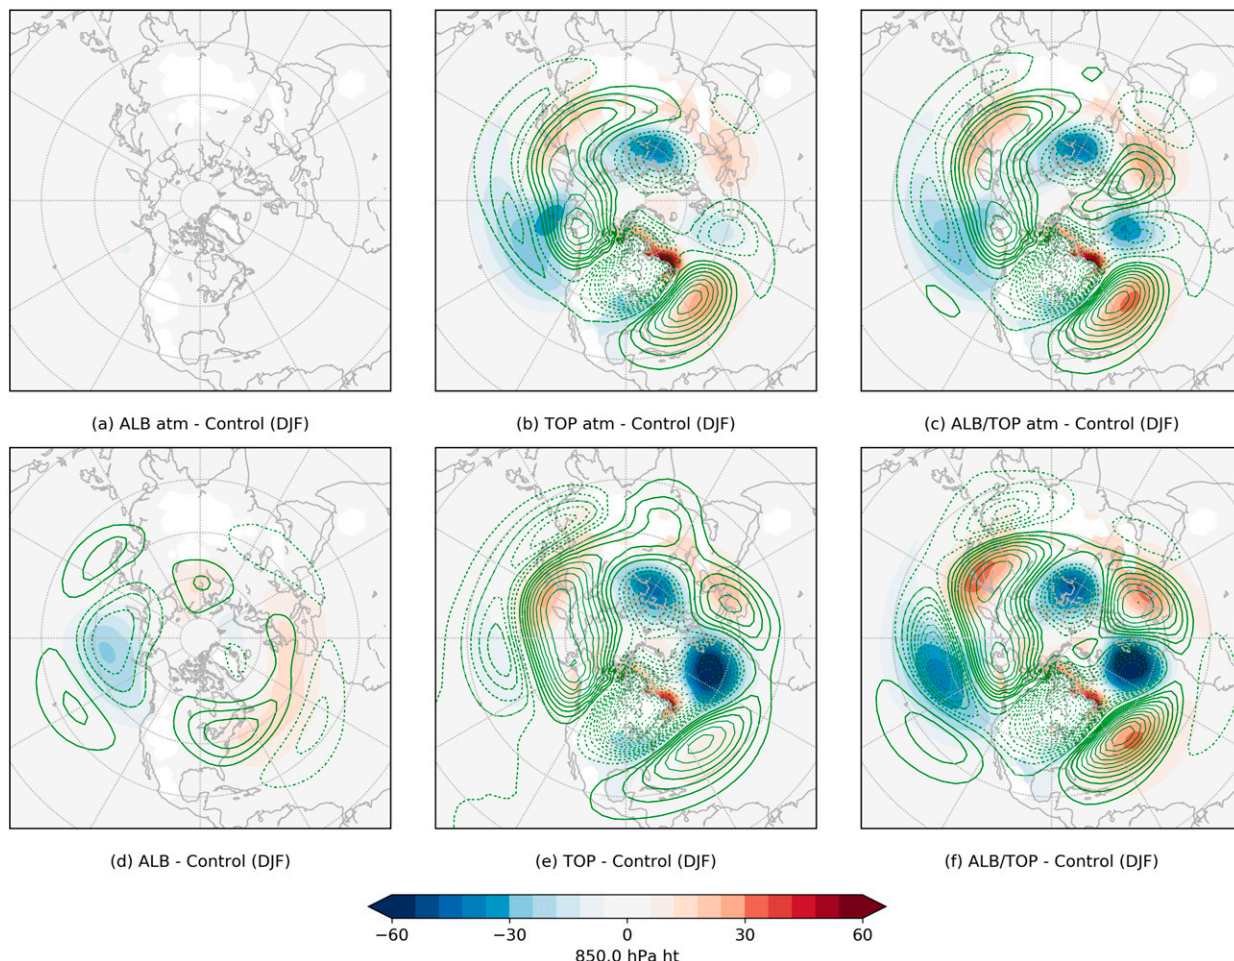 (a) ALB atm - Control (DJF)
(b) TOP atm - Control (DJF)
(c) ALB/TOP atm - Control (DJF)
(d) ALB - Control (DJF)
(e) TOP - Control (DJF)
(f) ALB/TOP - Control (DJF)
−60
−30
0
30
60
850.0 hPa ht